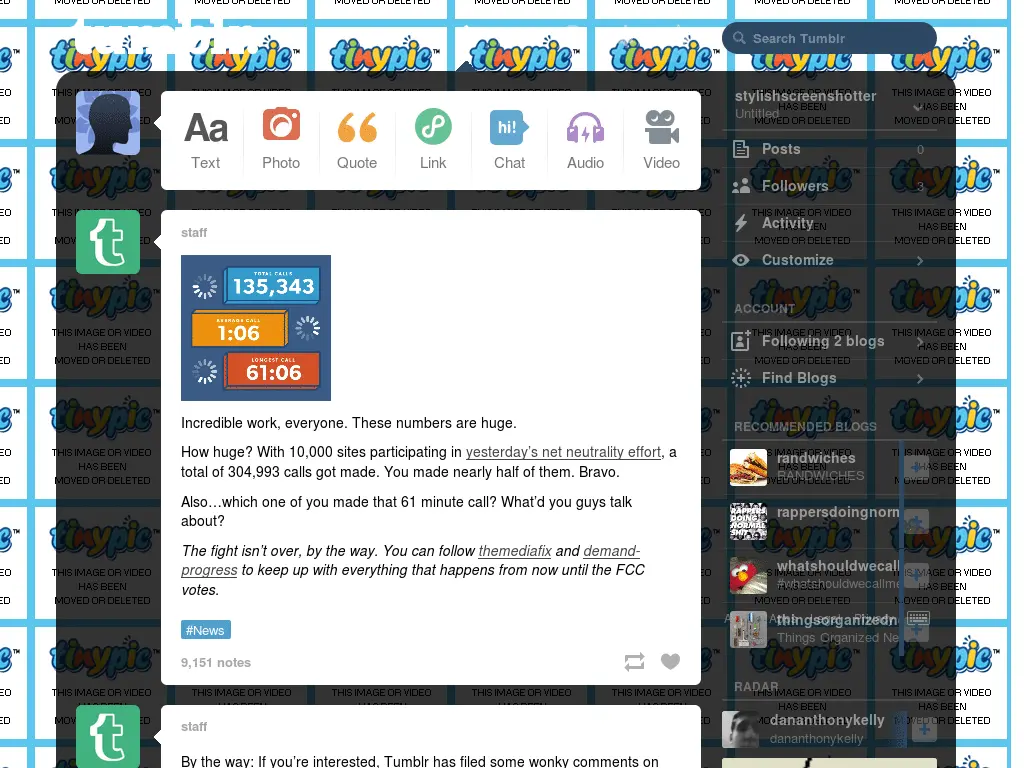 tumblr
Search Tumblr
stylishscreenshotter
Untitled
Aa
hi!
Text
Photo
Quote
Link
Chat
Audio
Video
Posts
0
Followers
3
Activity
Customize
ACCOUNT
Following 2 blogs
Find Blogs
RECOMMENDED BLOGS
randwiches
RANDWICHES
RAPPERS
DOING
NORMAL
SHIT
rappersdoingnorm
whatshouldwecall
#whatshouldwecallme
thingsorganizedn
Things Organized Ne
RADAR
dananthonykelly
dananthonykelly
staff
TOTAL CALLS
135,343
AVERAGE CALL
1:06
LONGEST CALL
61:06
Incredible work, everyone. These numbers are huge.
How huge? With 10,000 sites participating in yesterday's net neutrality effort, a
total of 304,993 calls got made. You made nearly half of them. Bravo.
Also…which one of you made that 61 minute call? What'd you guys talk
about?
The fight isn't over, by the way. You can follow themediafix and demand-
progress to keep up with everything that happens from now until the FCC
votes.
#News
9,151 notes
staff
By the way: If you're interested, Tumblr has filed some wonky comments on
tinypic™
THIS IMAGE OR VIDEO
HAS BEEN
MOVED OR DELETED